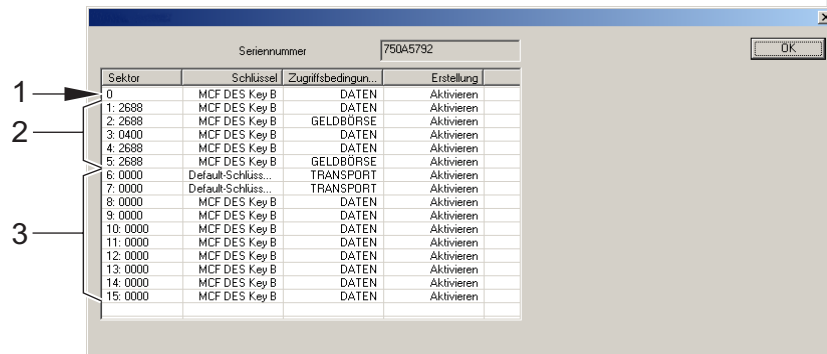 Seriennummer 750A5792 OK
Sektor Schlüssel Zugriffsbedingun... Erstellung
1 0 MCF DES Key B DATEN Aktivieren
1: 2688 MCF DES Key B DATEN Aktivieren
2 2: 2688 MCF DES Key B GELDBÖRSE Aktivieren
3: 0400 MCF DES Key B DATEN Aktivieren
4: 2688 MCF DES Key B DATEN Aktivieren
5: 2688 MCF DES Key B GELDBÖRSE Aktivieren
6: 0000 Default-Schlüss... TRANSPORT Aktivieren
7: 0000 Default-Schlüss... TRANSPORT Aktivieren
8: 0000 MCF DES Key B DATEN Aktivieren
9: 0000 MCF DES Key B DATEN Aktivieren
3 10: 0000 MCF DES Key B DATEN Aktivieren
11: 0000 MCF DES Key B DATEN Aktivieren
12: 0000 MCF DES Key B DATEN Aktivieren
13: 0000 MCF DES Key B DATEN Aktivieren
14: 0000 MCF DES Key B DATEN Aktivieren
15: 0000 MCF DES Key B DATEN Aktivieren